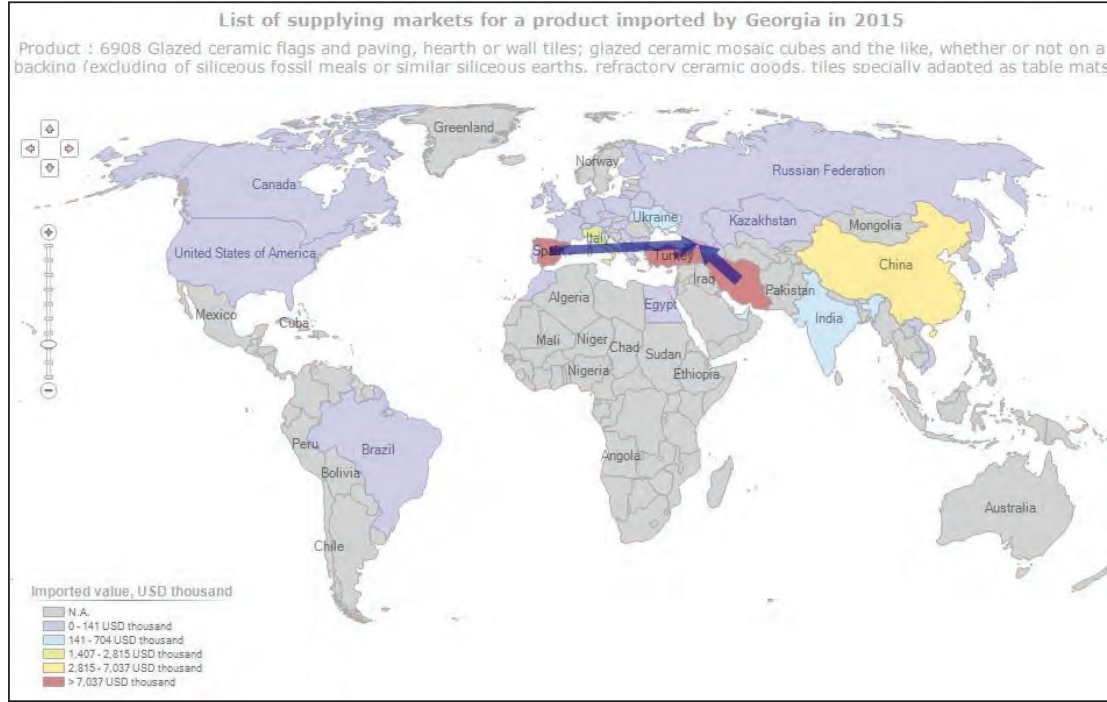 List of supplying markets for a product imported by Georgia in 2015
Product : 6908 Glazed ceramic flags and paving, hearth or wall tiles; glazed ceramic mosaic cubes and the like, whether or not on a
backing (excluding of siliceous fossil meals or similar siliceous earths, refractory ceramic goods, tiles specially adapted as table mats
Greenland
Norway
Canada
Russian Federation
Ukraine
Kazakhstan
United States of America
Italy
Mongolia
Spain
Turkey
China
Iraq
Pakistan
Algeria
Egypt
Mexico
Cuba
India
Mali
Niger
Chad
Sudan
Nigeria
Ethiopia
Peru
Brazil
Angola
Bolivia
Australia
Chile
Imported value, USD thousand
N.A.
0 - 141 USD thousand
141 - 704 USD thousand
1,407 - 2,815 USD thousand
2,815 - 7,037 USD thousand
> 7,037 USD thousand